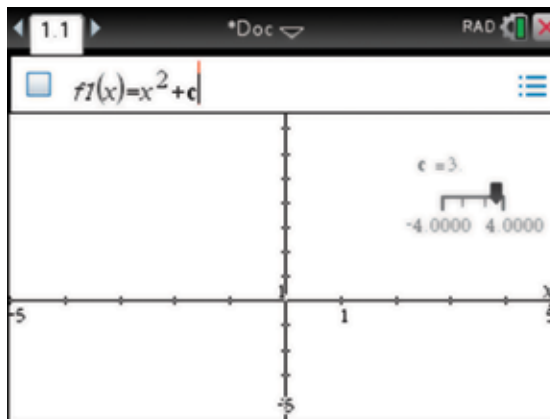 1.1 *Doc RAD
f1(x)=x²+c
c =3.
-4.0000 4.0000
1 x
-5 1 5
-5